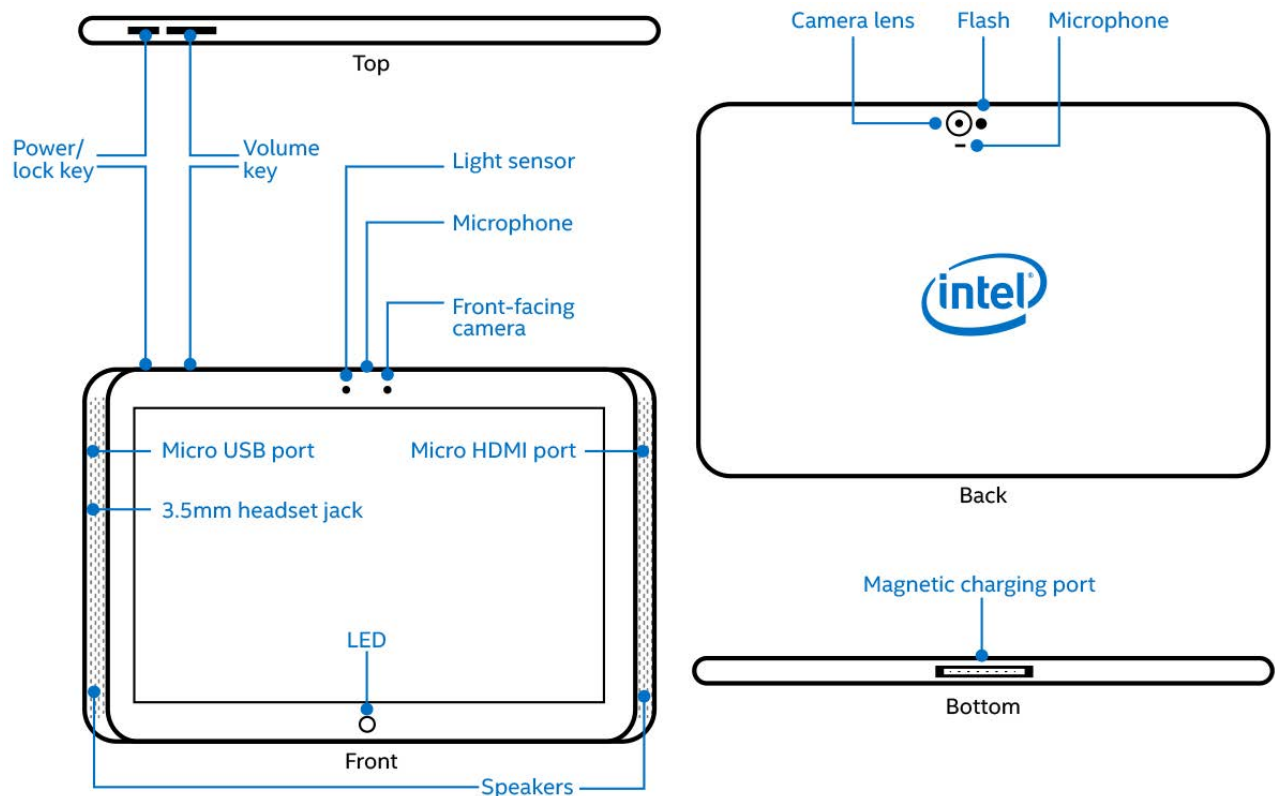 Top
Power/
lock key
Volume
key
Light sensor
Microphone
Front-facing
camera
Micro USB port
Micro HDMI port
3.5mm headset jack
LED
Front
Speakers
Camera lens
Flash
Microphone
intel®
Back
Magnetic charging port
Bottom